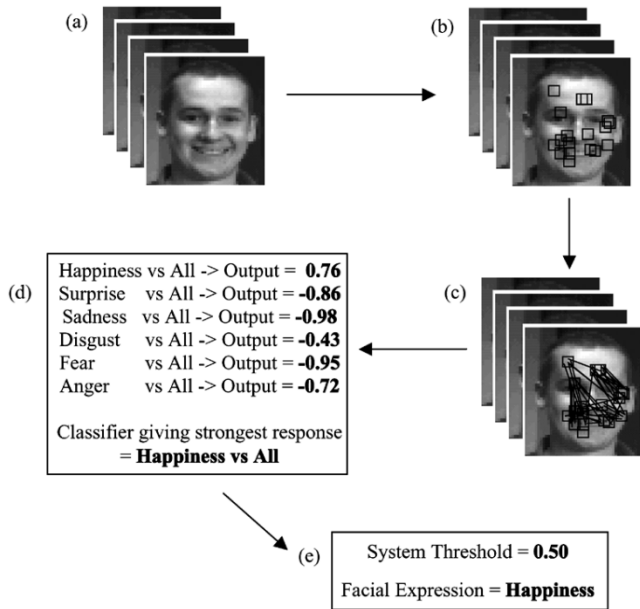 (a)
(b)
(c)
(d)
Happiness vs All -> Output = 0.76
Surprise vs All -> Output = -0.86
Sadness vs All -> Output = -0.98
Disgust vs All -> Output = -0.43
Fear vs All -> Output = -0.95
Anger vs All -> Output = -0.72
Classifier giving strongest response
= Happiness vs All
(e)
System Threshold = 0.50
Facial Expression = Happiness